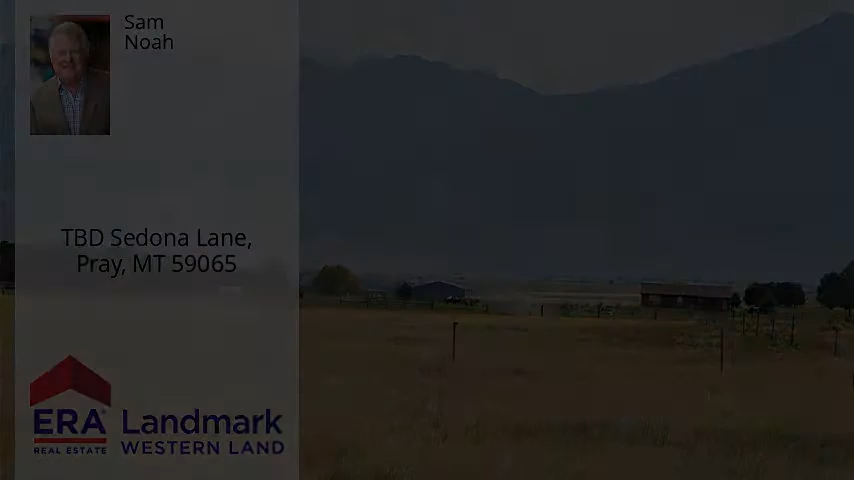 Sam
Noah
TBD Sedona Lane,
Pray, MT 59065
ERA Landmark
REAL ESTATE WESTERN LAND